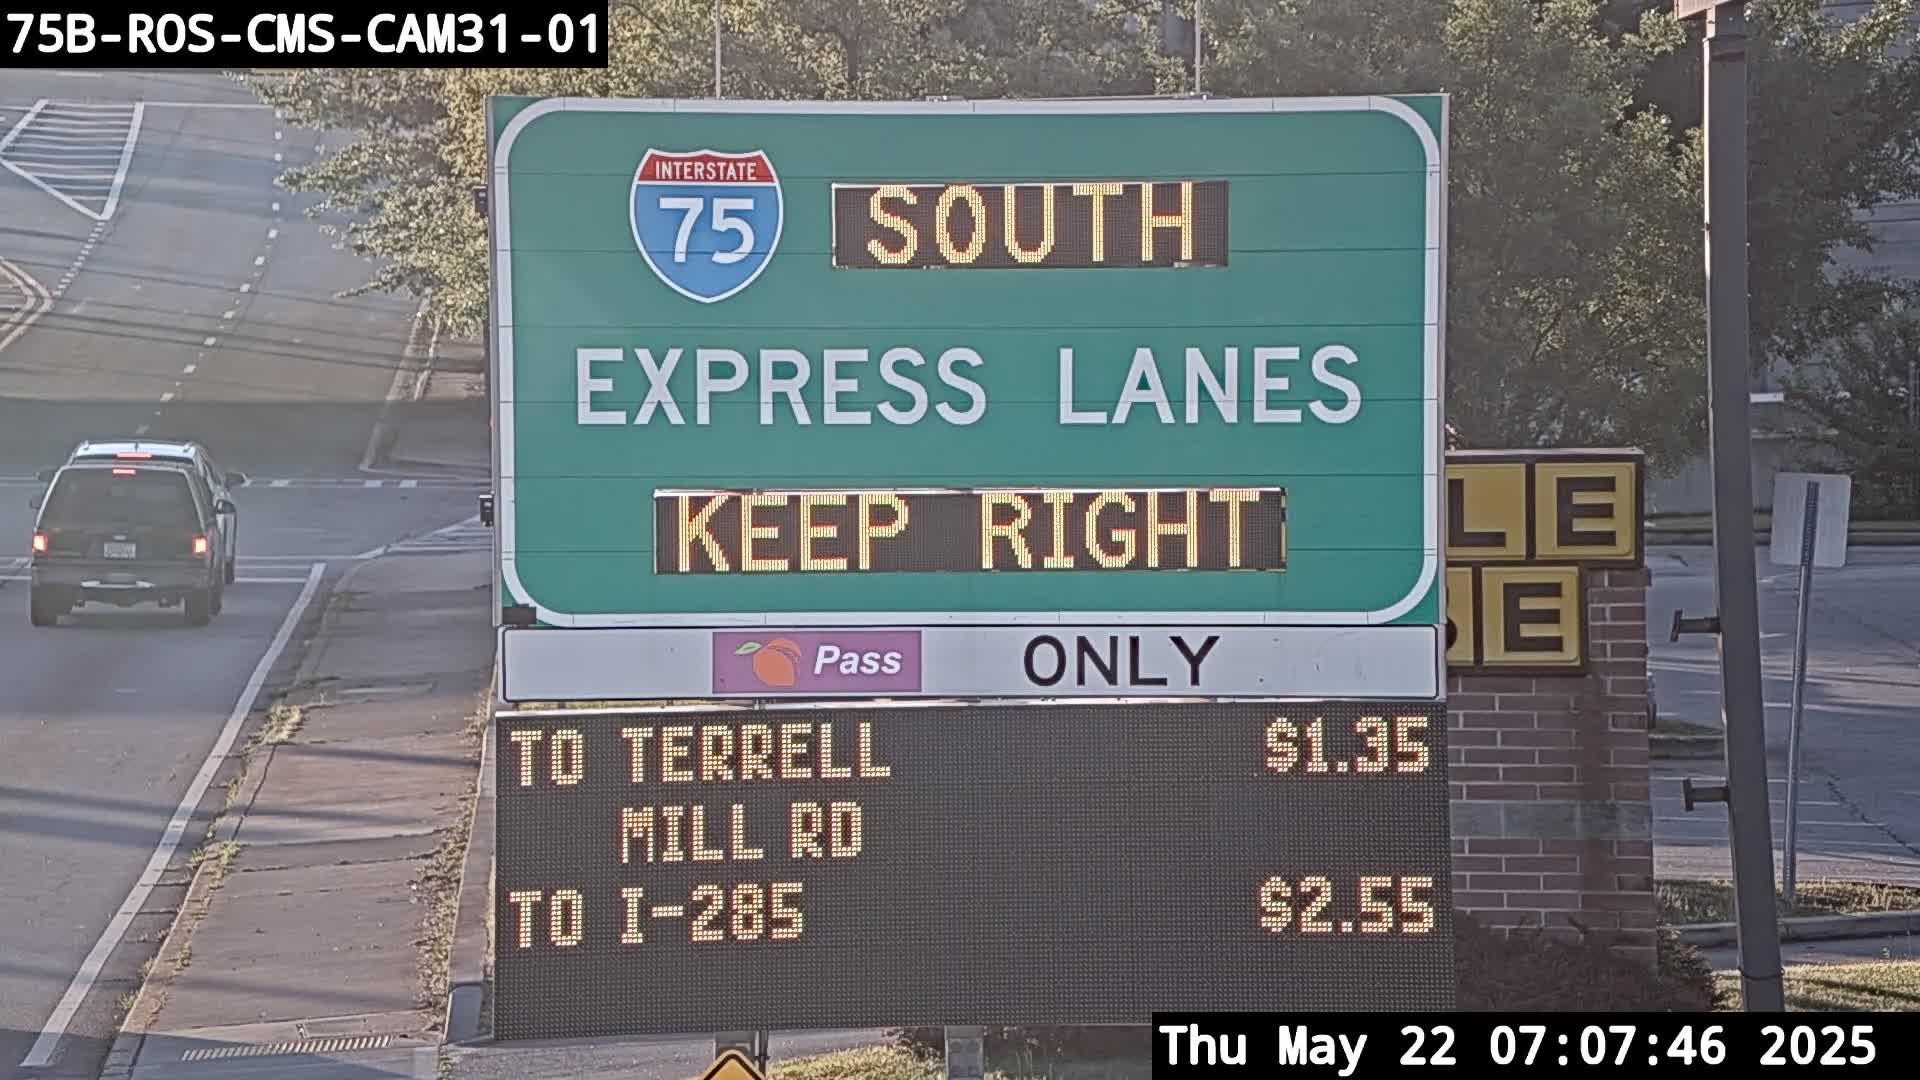 75B-ROS-CMS-CAM31-01
INTERSTATE
75
SOUTH
EXPRESS LANES
KEEP RIGHT
Pass ONLY
LE
E
TO TERRELL $1.35
MILL RD
TO I-285 $2.55
Thu May 22 07:07:46 2025